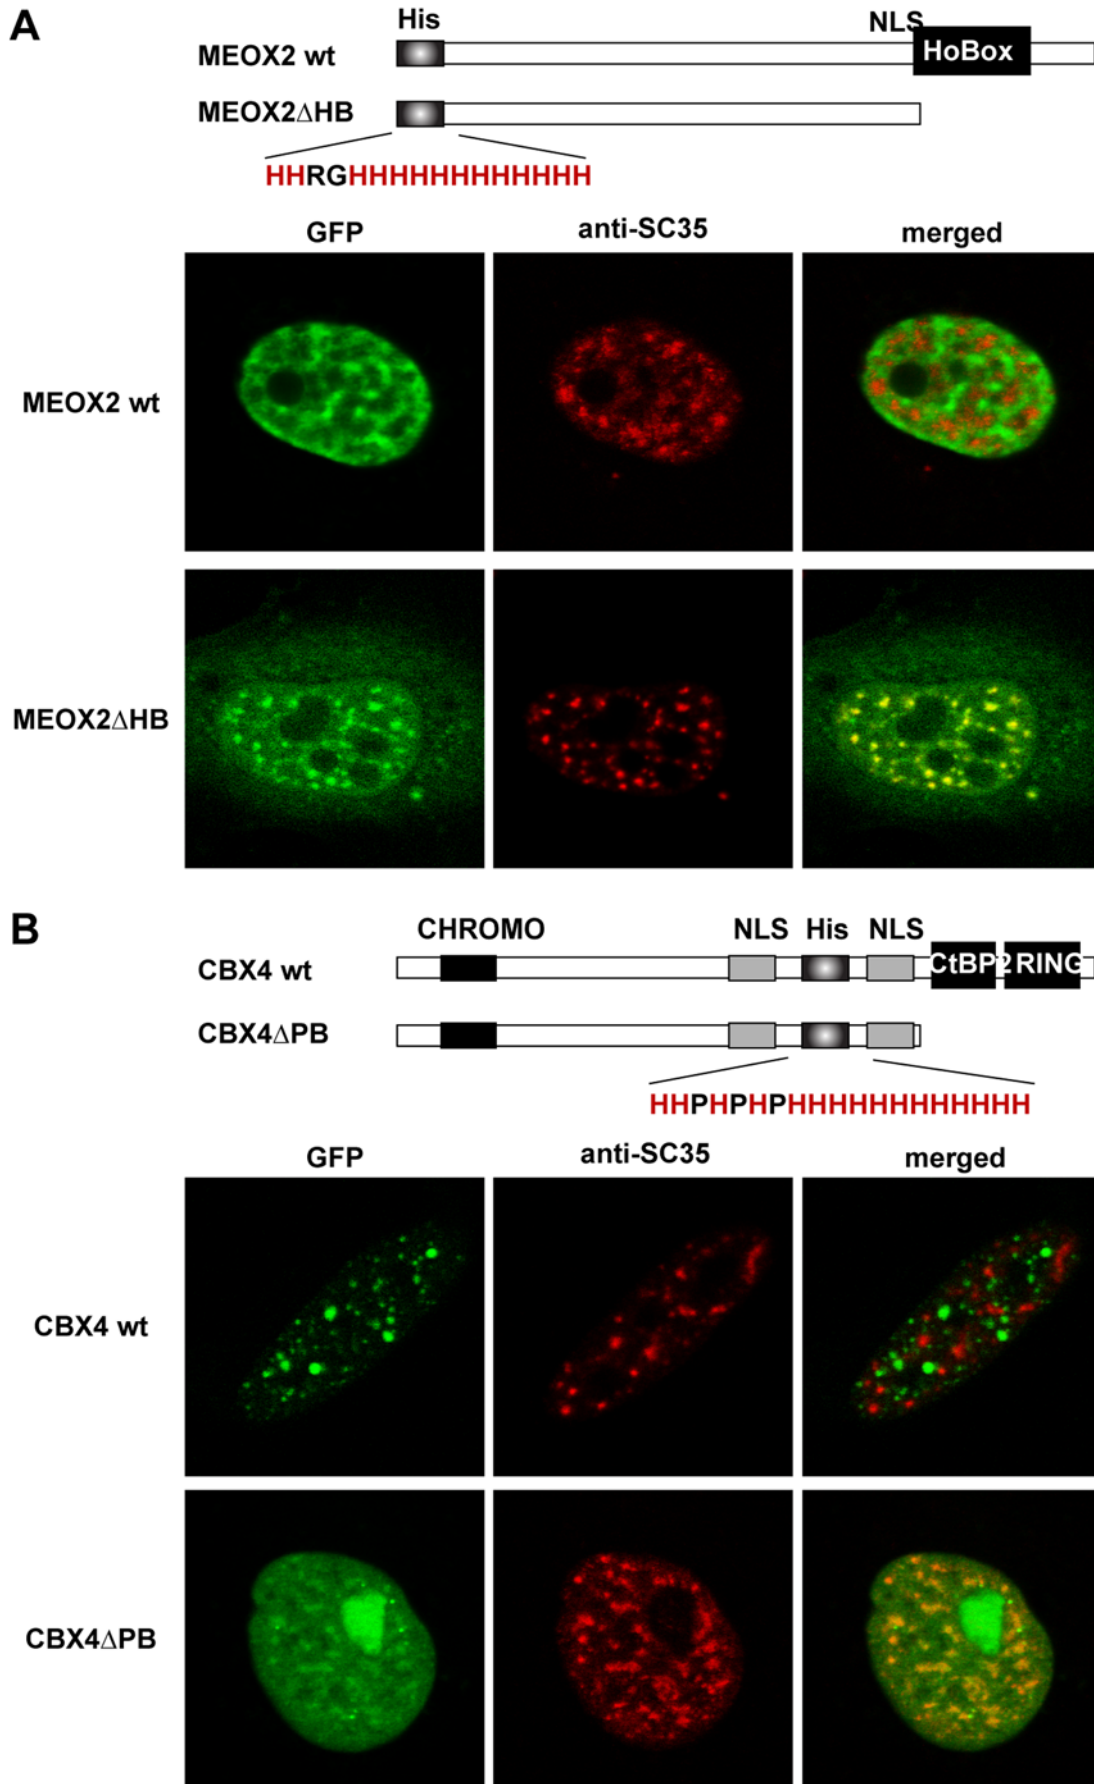 A
His
NLS
MEOX2 wt
HoBox
MEOX2ΔHB
HHRGHHHHHHHHHHHH
GFP
anti-SC35
merged
MEOX2 wt
MEOX2ΔHB
B
CHROMO
NLS
His
NLS
CBX4 wt
CtBP2
RING
CBX4ΔPB
HHPHPHPHHHHHHHHHHHH
GFP
anti-SC35
merged
CBX4 wt
CBX4ΔPB